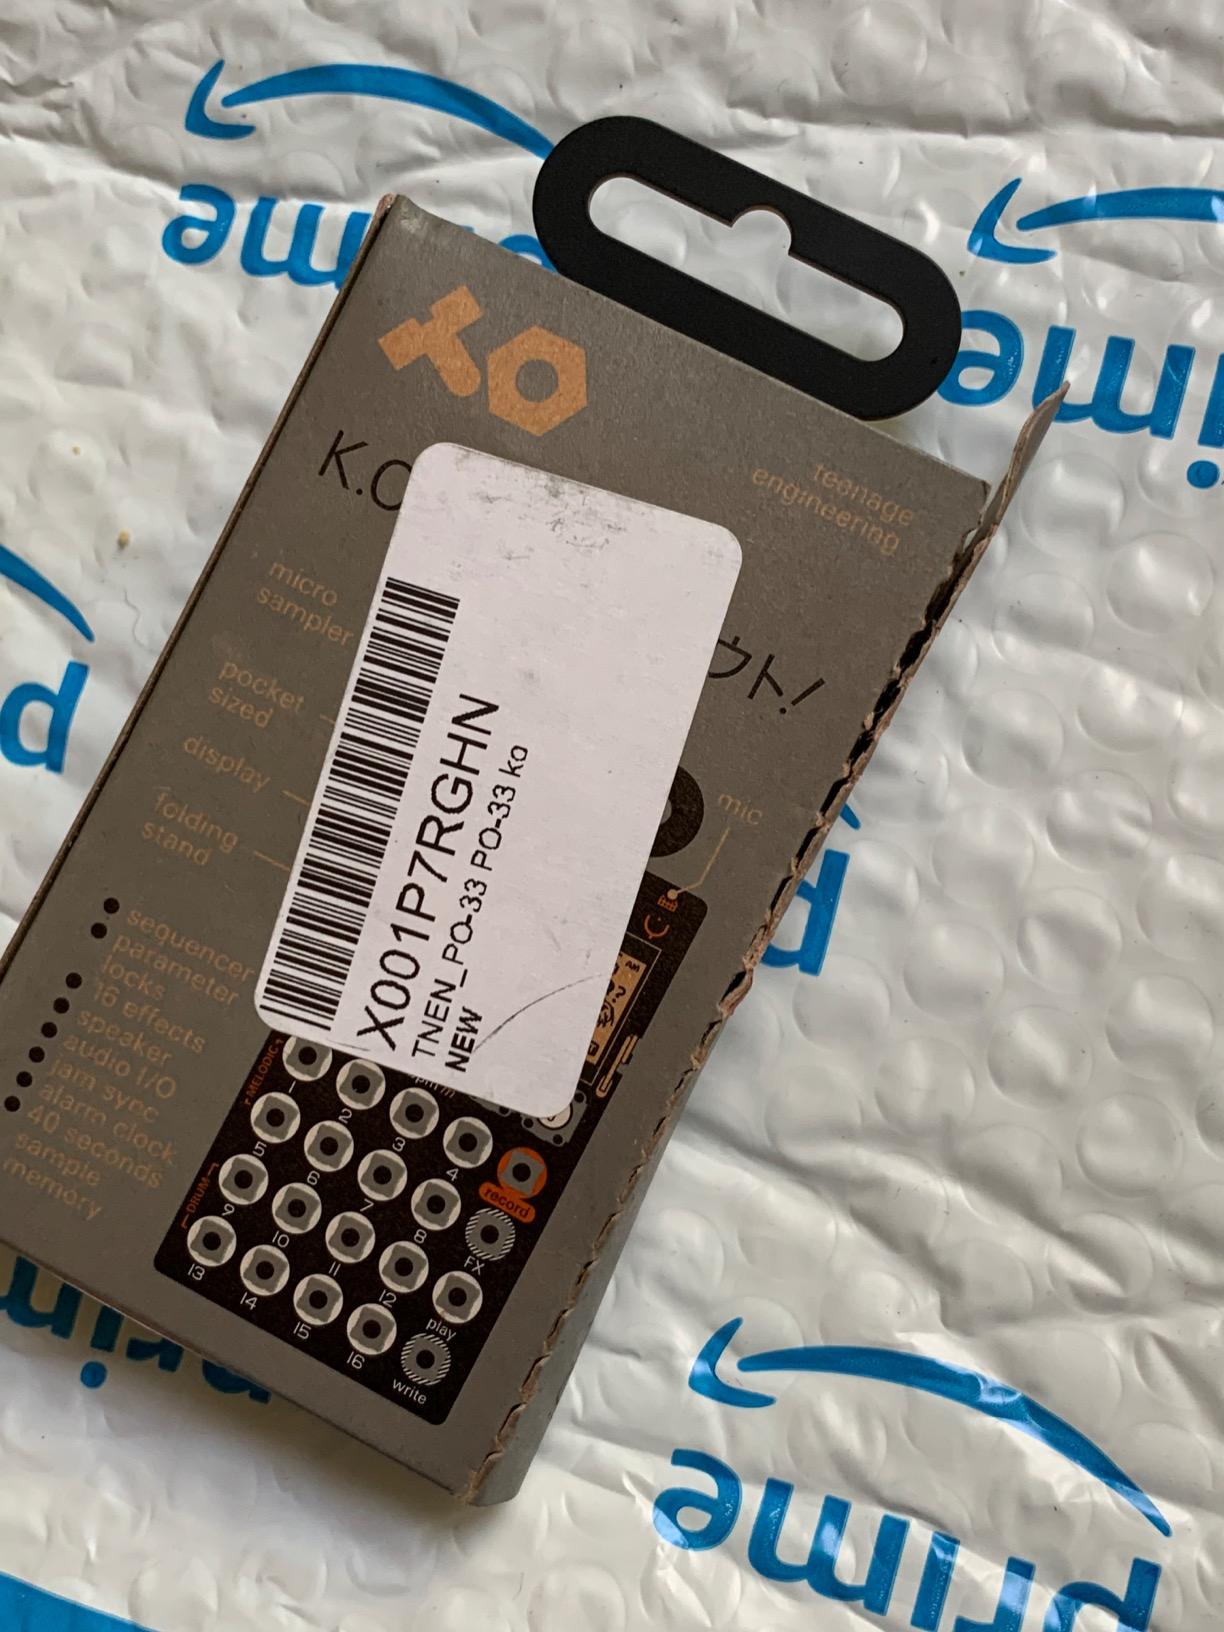 prime
prime
K.O
teenage
engineering
ウト!
micro
sampler
pocket
sized
display
folding
stand
mic
sequencer
parameter
locks
16 effects
speaker
audio I/O
jam sync
alarm clock
40 seconds
sample
memory
X001P7RGHN
TNEN_PO-33 PO-33 ko
NEW
MELODIC
1 2 3 4
record
5 6 7 8
FX
DRUM
9 10 11 12
play
13 14 15 16
write
p
p
prime
prime